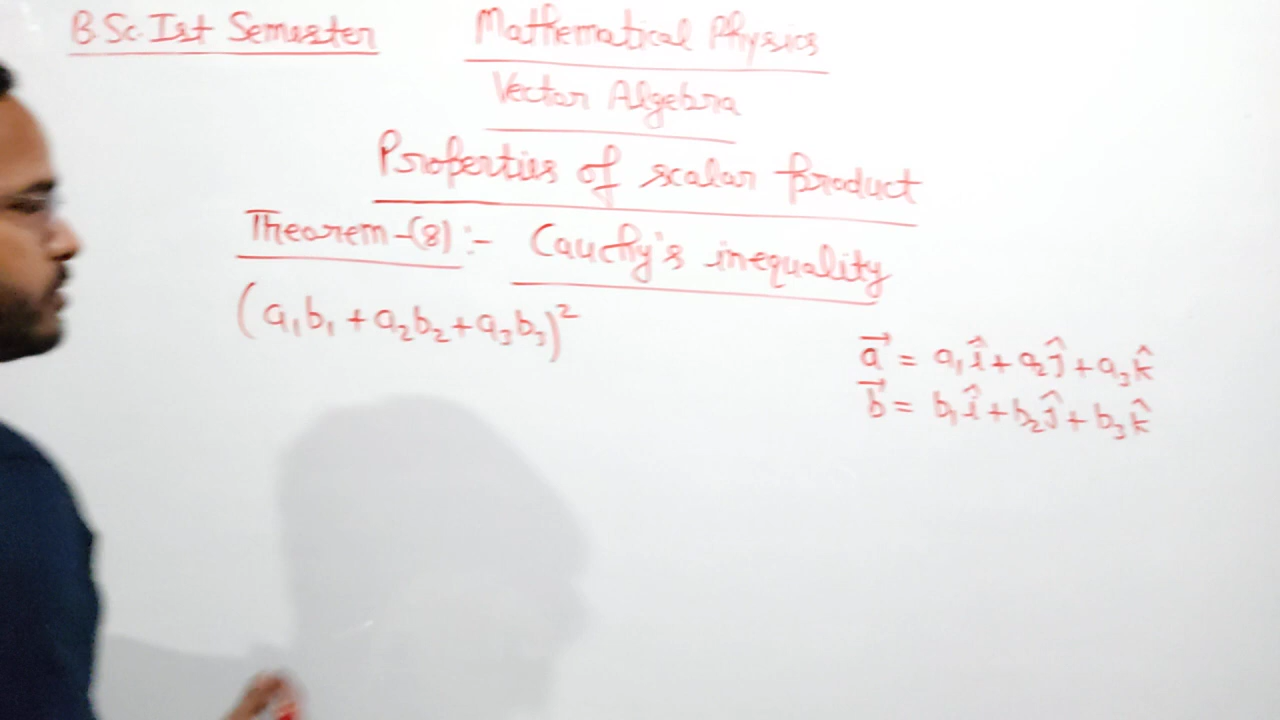 B.Sc. Ist Semester
Mathematical Physics
Vector Algebra
Properties of scalar product
Theorem-(8):- Cauchy's inequality
(a₁b₁ + a₂b₂ + a₃b₃)²
a⃗ = a₁î + a₂ĵ + a₃k̂
b⃗ = b₁î + b₂ĵ + b₃k̂